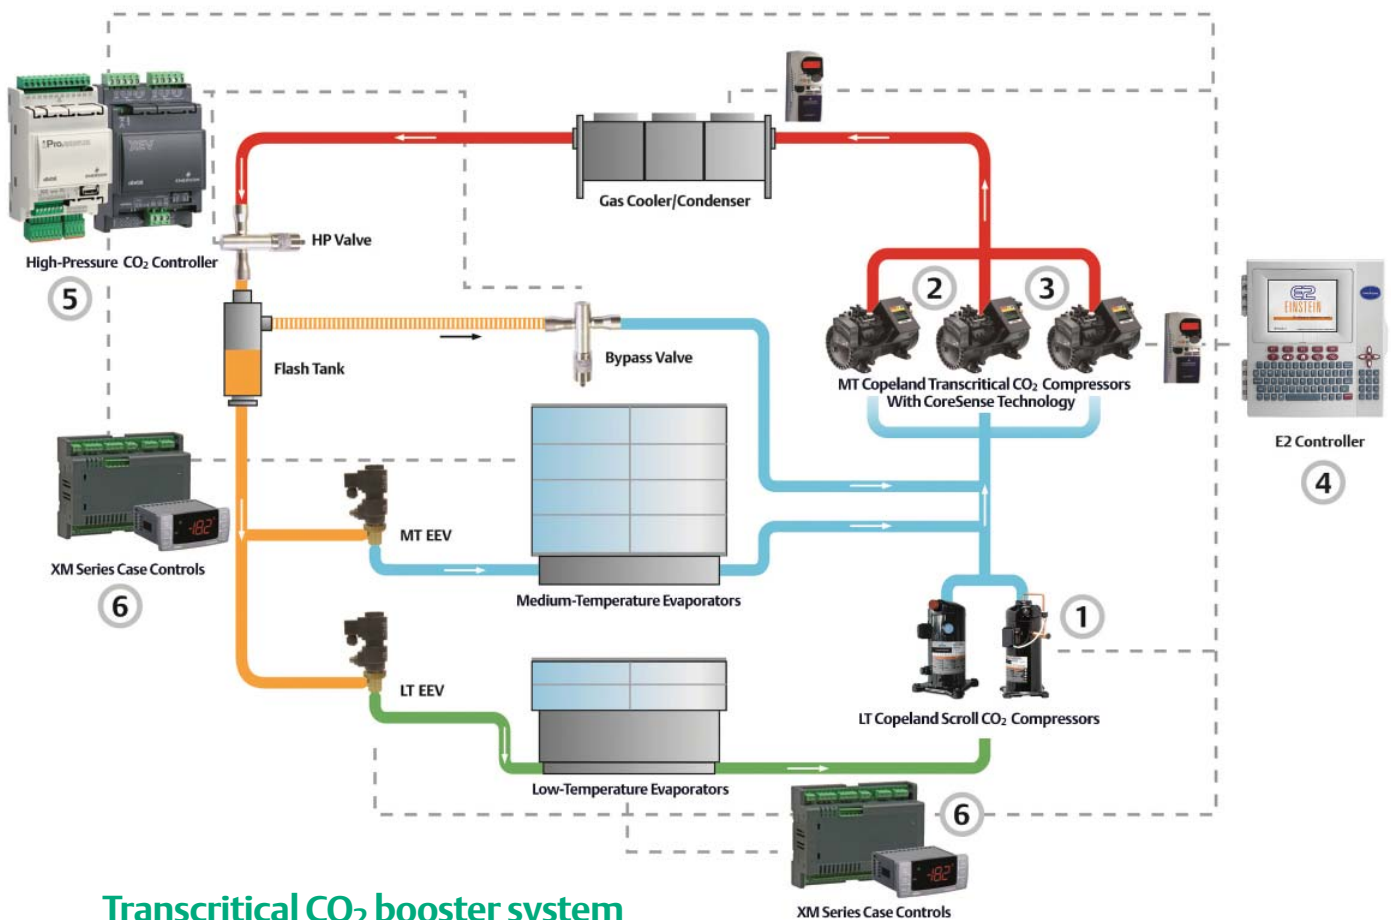 High-Pressure CO₂ Controller
5
HP Valve
Gas Cooler/Condenser
Flash Tank
Bypass Valve
2
3
MT Copeland Transcritical CO₂ Compressors
With CoreSense Technology
E2
EINSTEIN
E2 Controller
4
XM Series Case Controls
6
MT EEV
Medium-Temperature Evaporators
1
LT EEV
LT Copeland Scroll CO₂ Compressors
Low-Temperature Evaporators
6
XM Series Case Controls
Transcritical CO₂ booster system